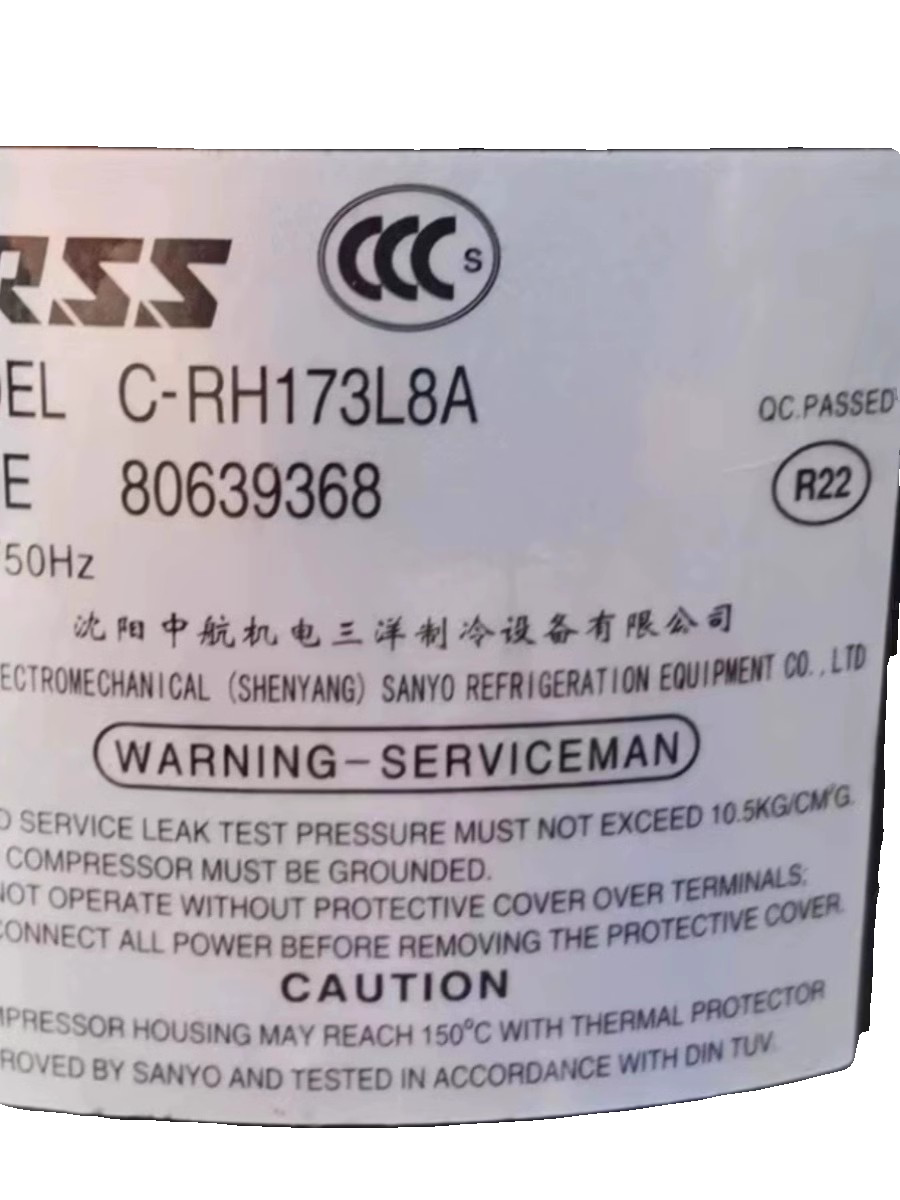 RSS CCC S
DEL C-RH173L8A
QC.PASSED
E 80639368
R22
/50Hz
沈阳中航机电三洋制冷设备有限公司
ECTROMECHANICAL (SHENYANG) SANYO REFRIGERATION EQUIPMENT CO.,LTD
WARNING-SERVICEMAN
D SERVICE LEAK TEST PRESSURE MUST NOT EXCEED 10.5KG/CM²G.
COMPRESSOR MUST BE GROUNDED.
NOT OPERATE WITHOUT PROTECTIVE COVER OVER TERMINALS;
CONNECT ALL POWER BEFORE REMOVING THE PROTECTIVE COVER.
CAUTION
MPRESSOR HOUSING MAY REACH 150°C WITH THERMAL PROTECTOR
ROVED BY SANYO AND TESTED IN ACCORDANCE WITH DIN TUV.